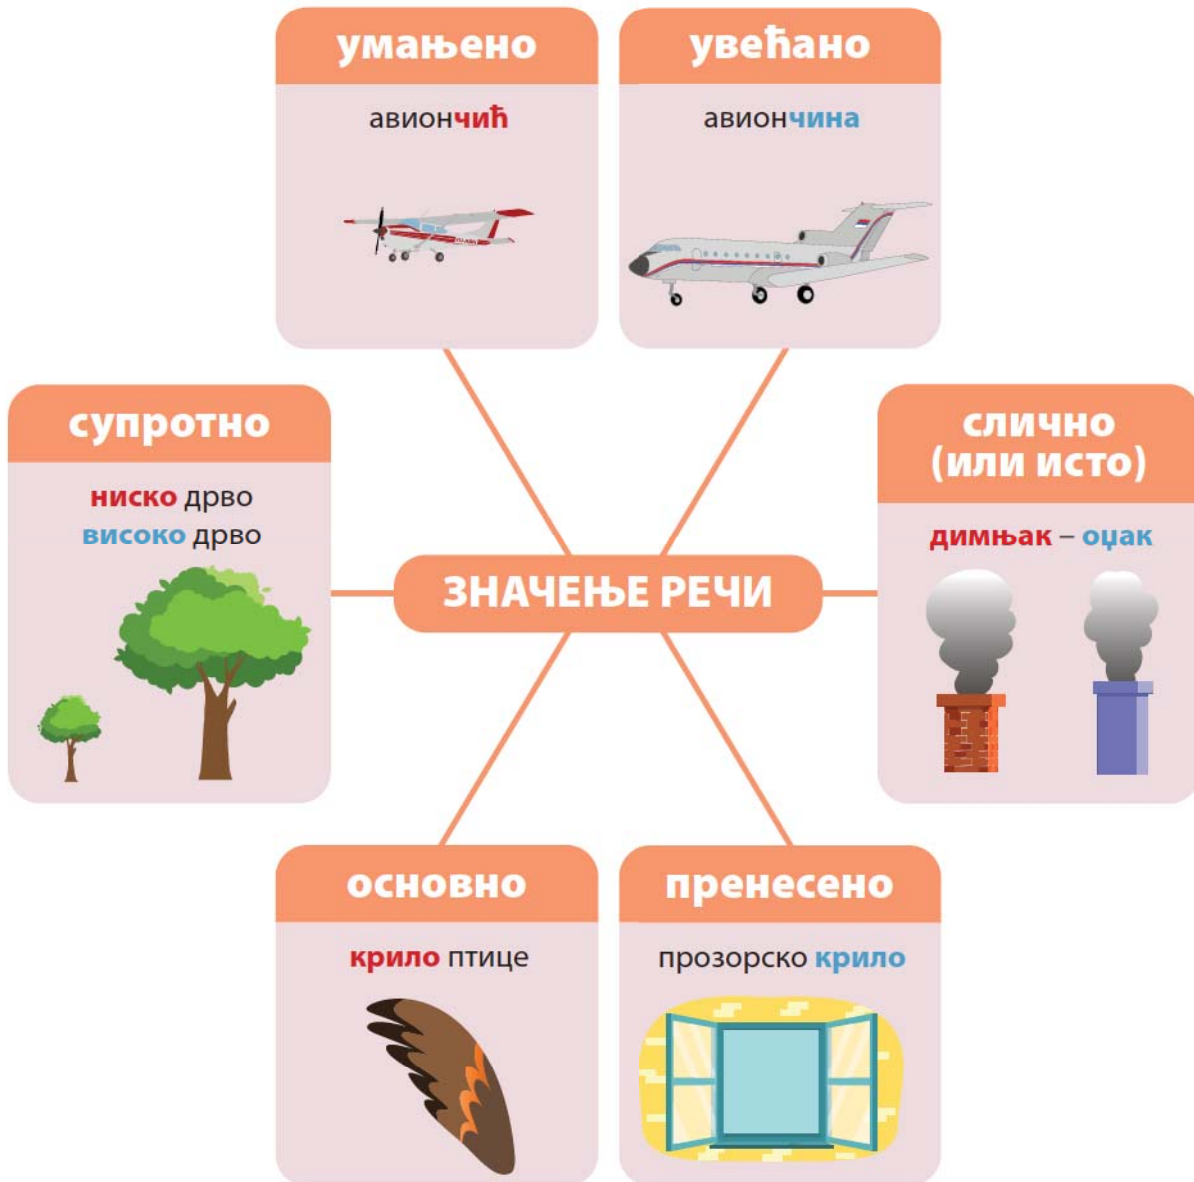 умањено
авиончић
увећано
авиончина
супротно
ниско дрво
високо дрво
слично
(или исто)
димњак – оџак
ЗНАЧЕЊЕ РЕЧИ
основно
крило птице
пренесено
прозорско крило